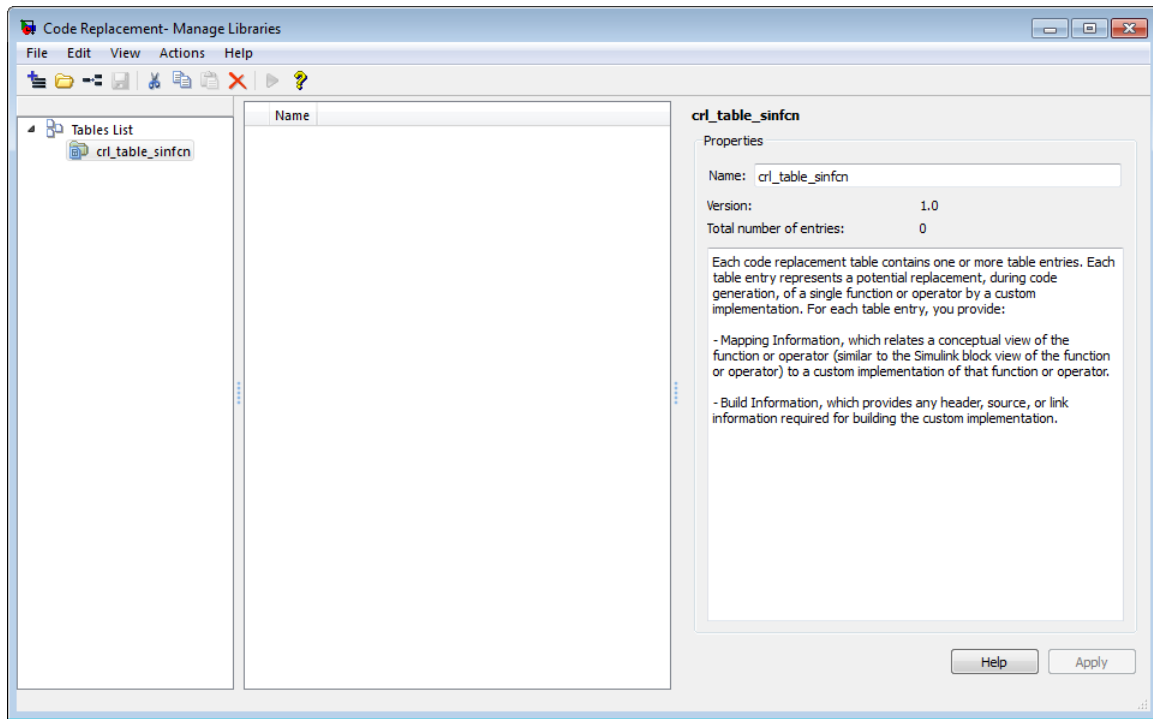 Code Replacement- Manage Libraries
File Edit View Actions Help
Tables List
crl_table_sinfcn
Name
crl_table_sinfcn
Properties
Name: crl_table_sinfcn
Version: 1.0
Total number of entries: 0
Each code replacement table contains one or more table entries. Each
table entry represents a potential replacement, during code
generation, of a single function or operator by a custom
implementation. For each table entry, you provide:
- Mapping Information, which relates a conceptual view of the
function or operator (similar to the Simulink block view of the function
or operator) to a custom implementation of that function or operator.
- Build Information, which provides any header, source, or link
information required for building the custom implementation.
Help Apply